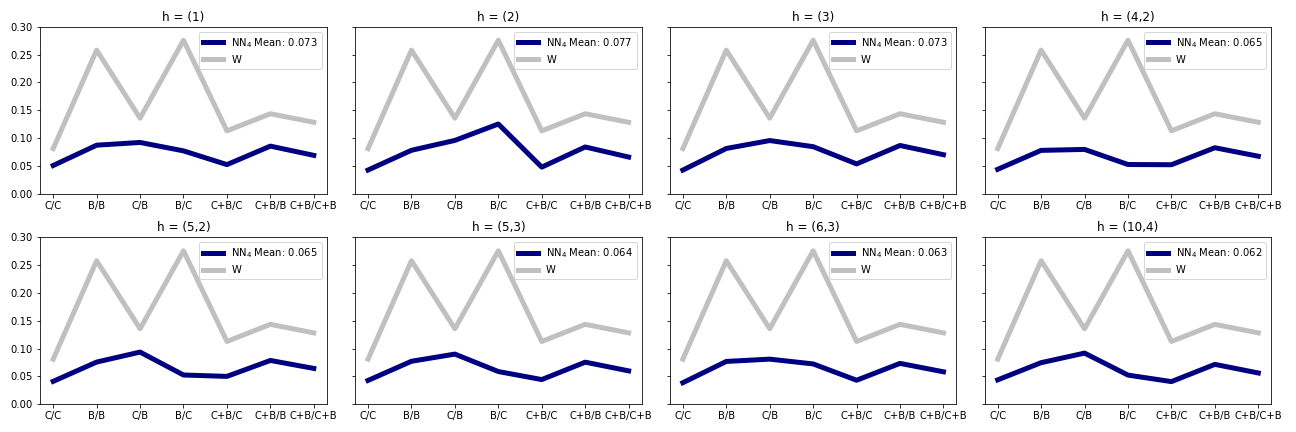 h = (1)
h = (2)
h = (3)
h = (4,2)
0.30
0.25
0.20
0.15
0.10
0.05
0.00
NN₄ Mean: 0.073
W
NN₄ Mean: 0.077
W
NN₄ Mean: 0.073
W
NN₄ Mean: 0.065
W
C/C B/B C/B B/C C+B/C C+B/B C+B/C+B
C/C B/B C/B B/C C+B/C C+B/B C+B/C+B
C/C B/B C/B B/C C+B/C C+B/B C+B/C+B
C/C B/B C/B B/C C+B/C C+B/B C+B/C+B
h = (5,2)
h = (5,3)
h = (6,3)
h = (10,4)
0.30
0.25
0.20
0.15
0.10
0.05
0.00
NN₄ Mean: 0.065
W
NN₄ Mean: 0.064
W
NN₄ Mean: 0.063
W
NN₄ Mean: 0.062
W
C/C B/B C/B B/C C+B/C C+B/B C+B/C+B
C/C B/B C/B B/C C+B/C C+B/B C+B/C+B
C/C B/B C/B B/C C+B/C C+B/B C+B/C+B
C/C B/B C/B B/C C+B/C C+B/B C+B/C+B